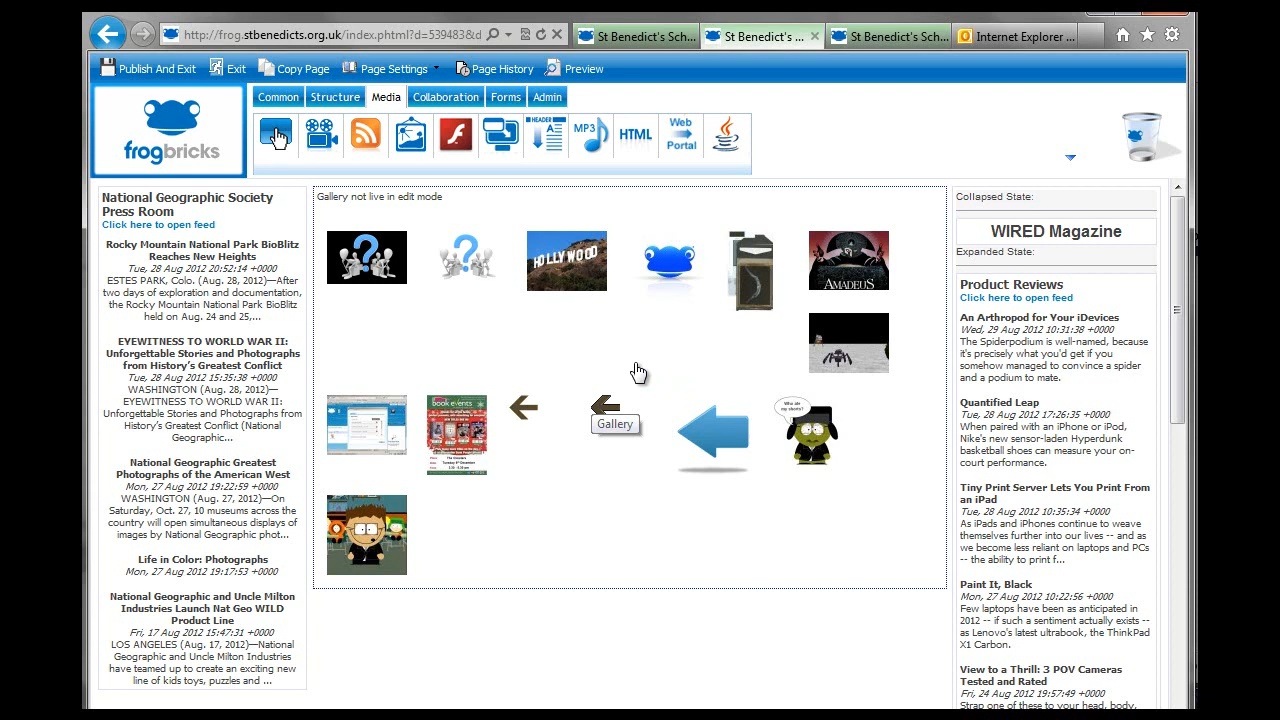 http://frog.stbenedicts.org.uk/index.phtml?d=539483&d
St Benedict's Sch...
St Benedict's ...
St Benedict's Sch...
Internet Explorer ...
Publish And Exit
Exit
Copy Page
Page Settings
Page History
Preview
frogbricks
Common
Structure
Media
Collaboration
Forms
Admin
HEADER
MP3
HTML
Web
Portal
National Geographic Society
Press Room
Click here to open feed
Rocky Mountain National Park BioBlitz
Reaches New Heights
Tue, 28 Aug 2012 20:52:14 +0000
ESTES PARK, Colo. (Aug. 28, 2012)—After
two days of exploration and documentation,
the Rocky Mountain National Park BioBlitz
held on Aug. 24 and 25,...
EYEWITNESS TO WORLD WAR II:
Unforgettable Stories and Photographs
from History's Greatest Conflict
Tue, 28 Aug 2012 15:35:38 +0000
WASHINGTON (Aug. 28, 2012)—
EYEWITNESS TO WORLD WAR II:
Unforgettable Stories and Photographs from
History's Greatest Conflict (National
Geographic...
National Geographic Greatest
Photographs of the American West
Mon, 27 Aug 2012 19:22:59 +0000
WASHINGTON (Aug. 27, 2012)—On
Saturday, Oct. 27, 10 museums across the
country will open simultaneous displays of
images by National Geographic phot...
Life in Color: Photographs
Mon, 27 Aug 2012 19:17:53 +0000
National Geographic and Uncle Milton
Industries Launch Nat Geo WILD
Product Line
Fri, 17 Aug 2012 15:47:31 +0000
LOS ANGELES (Aug. 17, 2012)—National
Geographic and Uncle Milton Industries
have teamed up to create an exciting new
line of kids toys, puzzles and ...
Gallery not live in edit mode
HOLLYWOOD
AMADEUS
book events
Gallery
Who ate
my shorts?
Collapsed State:
WIRED Magazine
Expanded State:
Product Reviews
Click here to open feed
An Arthropod for Your iDevices
Wed, 29 Aug 2012 10:31:38 +0000
The Spiderpodium is well-named, because
it's precisely what you'd get if you
somehow managed to convince a spider
and a podium to mate.
Quantified Leap
Tue, 28 Aug 2012 17:26:35 +0000
When paired with an iPhone or iPod,
Nike's new sensor-laden Hyperdunk
basketball shoes can measure your on-
court performance.
Tiny Print Server Lets You Print From
an iPad
Tue, 28 Aug 2012 10:35:34 +0000
As iPads and iPhones continue to weave
themselves further into our lives -- and as
we become less reliant on laptops and PCs
-- the ability to print f...
Paint It, Black
Mon, 27 Aug 2012 10:22:56 +0000
Few laptops have been as anticipated in
2012 -- if such a sentiment actually exists --
as Lenovo's latest ultrabook, the ThinkPad
X1 Carbon.
View to a Thrill: 3 POV Cameras
Tested and Rated
Fri, 24 Aug 2012 19:57:49 +0000
Strap one of these to your head, body,